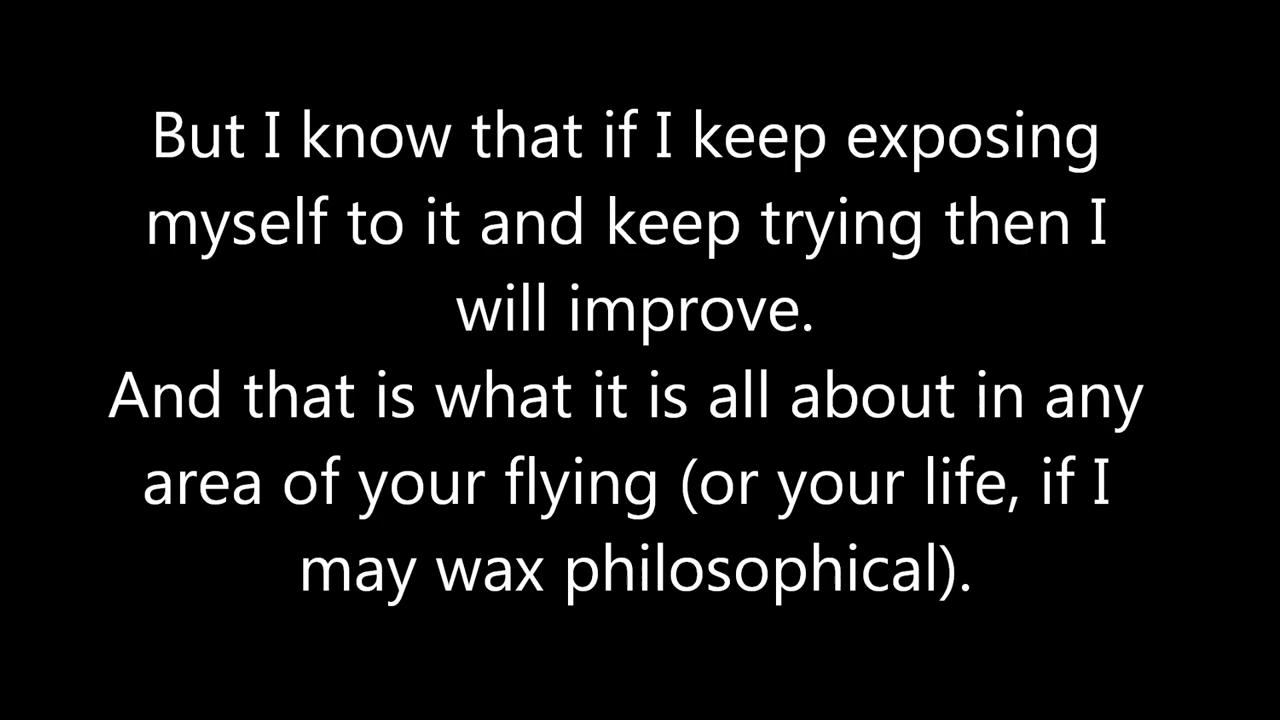 But I know that if I keep exposing
myself to it and keep trying then I
will improve.
And that is what it is all about in any
area of your flying (or your life, if I
may wax philosophical).